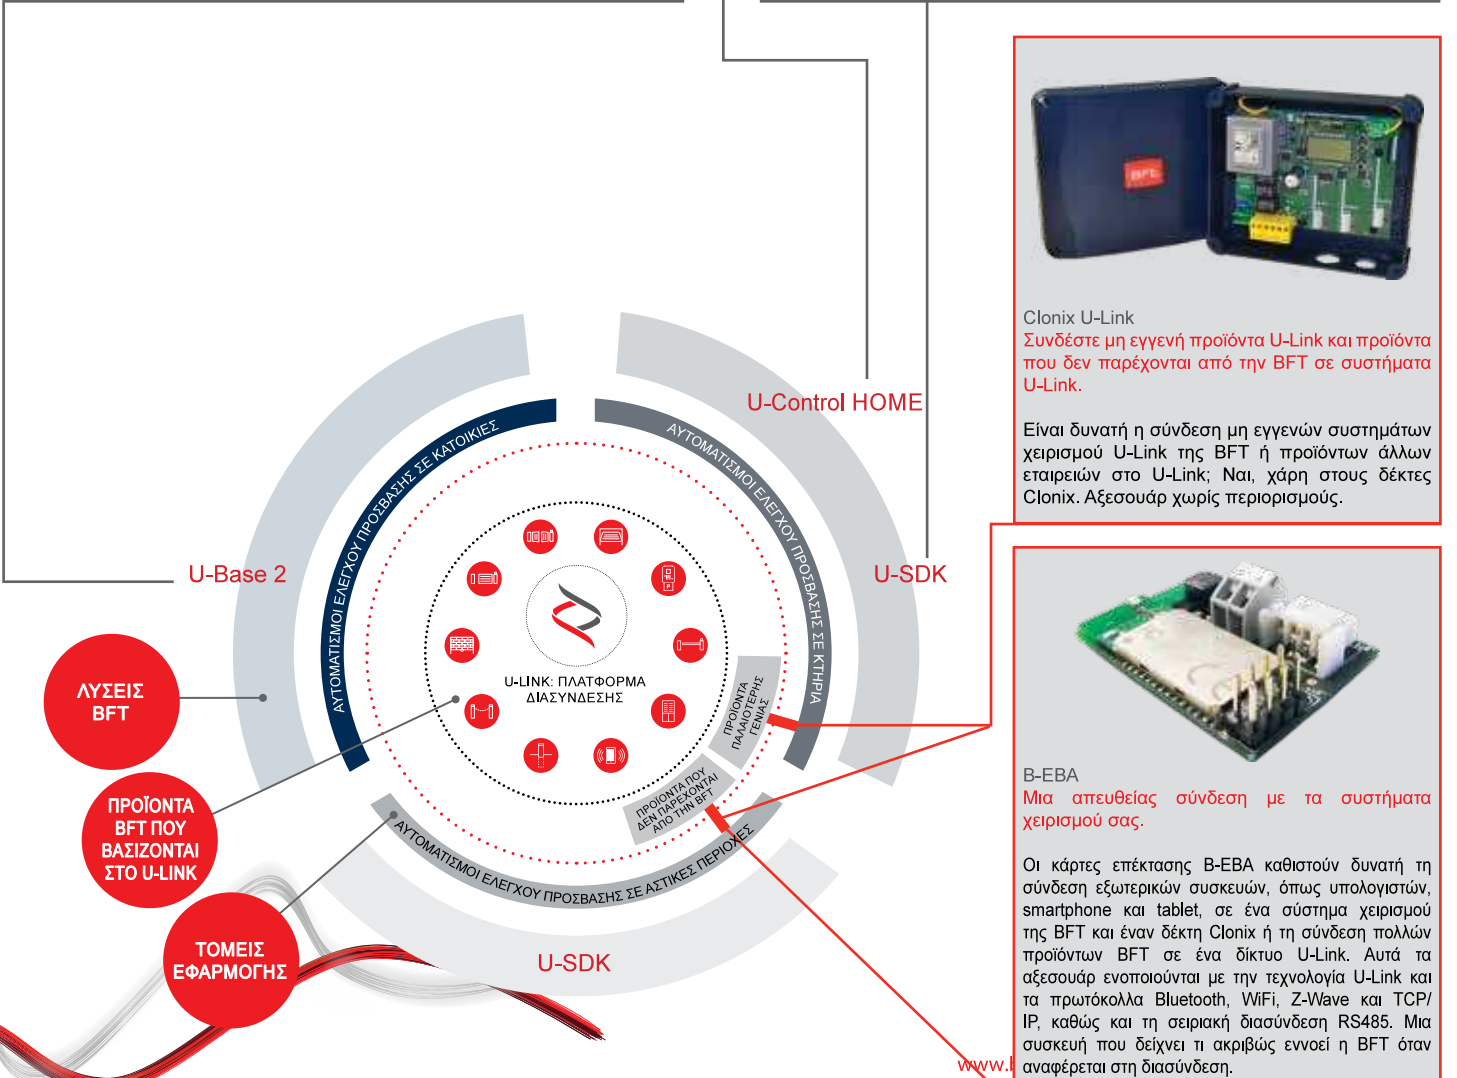 BFT
Clonix U-Link
Συνδέστε μη εγγενή προϊόντα U-Link και προϊόντα
που δεν παρέχονται από την BFT σε συστήματα
U-Link.
Είναι δυνατή η σύνδεση μη εγγενών συστημάτων
χειρισμού U-Link της BFT ή προϊόντων άλλων
εταιρειών στο U-Link; Ναι, χάρη στους δέκτες
Clonix. Αξεσουάρ χωρίς περιορισμούς.
U-Control HOME
ΑΥΤΟΜΑΤΙΣΜΟΙ ΕΛΕΓΧΟΥ ΠΡΟΣΒΑΣΗΣ ΣΕ ΚΑΤΟΙΚΙΕΣ
ΑΥΤΟΜΑΤΙΣΜΟΙ ΕΛΕΓΧΟΥ ΠΡΟΣΒΑΣΗΣ ΣΕ ΚΤΗΡΙΑ
U-Base 2
U-SDK
P
U-LINK: ΠΛΑΤΦΟΡΜΑ
ΔΙΑΣΥΝΔΕΣΗΣ
ΠΡΟΪΟΝΤΑ
ΠΑΛΑΙΟΤΕΡΗΣ
ΓΕΝΙΑΣ
ΠΡΟΪΟΝΤΑ ΠΟΥ
ΔΕΝ ΠΑΡΕΧΟΝΤΑΙ
ΑΠΟ ΤΗΝ BFT
ΑΥΤΟΜΑΤΙΣΜΟΙ ΕΛΕΓΧΟΥ ΠΡΟΣΒΑΣΗΣ ΣΕ ΑΣΤΙΚΕΣ ΠΕΡΙΟΧΕΣ
U-SDK
ΛΥΣΕΙΣ
BFT
ΠΡΟΪΟΝΤΑ
BFT ΠΟΥ
ΒΑΣΙΖΟΝΤΑΙ
ΣΤΟ U-LINK
ΤΟΜΕΙΣ
ΕΦΑΡΜΟΓΗΣ
B-EBA
Μια απευθείας σύνδεση με τα συστήματα
χειρισμού σας.
Οι κάρτες επέκτασης B-EBA καθιστούν δυνατή τη
σύνδεση εξωτερικών συσκευών, όπως υπολογιστών,
smartphone και tablet, σε ένα σύστημα χειρισμού
της BFT και έναν δέκτη Clonix ή τη σύνδεση πολλών
προϊόντων BFT σε ένα δίκτυο U-Link. Αυτά τα
αξεσουάρ ενοποιούνται με την τεχνολογία U-Link και
τα πρωτόκολλα Bluetooth, WiFi, Z-Wave και TCP/
IP, καθώς και τη σειριακή διασύνδεση RS485. Μια
συσκευή που δείχνει τι ακριβώς εννοεί η BFT όταν
αναφέρεται στη διασύνδεση.
www.